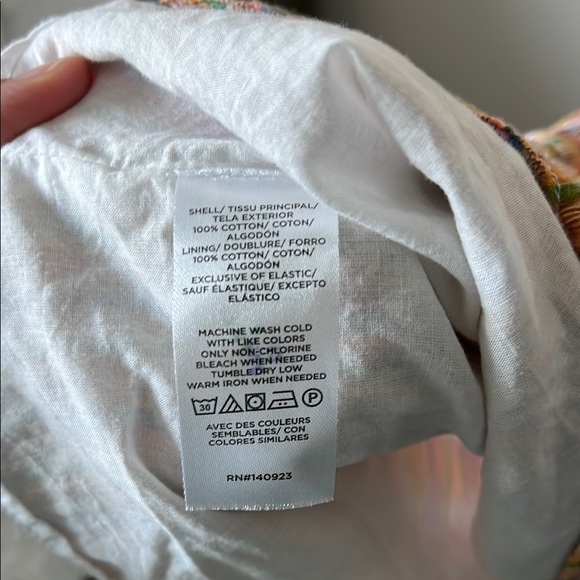 SHELL/ TISSU PRINCIPAL/
TELA EXTERIOR
100% COTTON/ COTON/
ALGODÓN
LINING/ DOUBLURE/ FORRO
100% COTTON/ COTON/
ALGODÓN
EXCLUSIVE OF ELASTIC/
SAUF ÉLASTIQUE/ EXCEPTO
ELÁSTICO
MACHINE WASH COLD
WITH LIKE COLORS
ONLY NON-CHLORINE
BLEACH WHEN NEEDED
TUMBLE DRY LOW
WARM IRON WHEN NEEDED
30 P
AVEC DES COULEURS
SEMBLABLES/ CON
COLORES SIMILARES
RN#140923